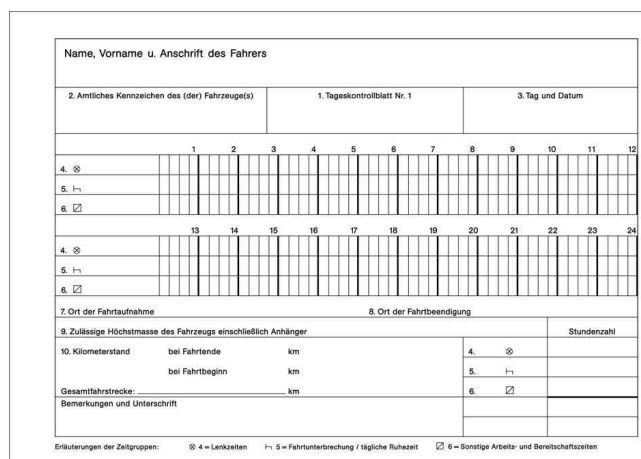 Name, Vorname u. Anschrift des Fahrers
2. Amtliches Kennzeichen des (der) Fahrzeuge(s) 1. Tageskontrollblatt Nr. 1 3. Tag und Datum
1 2 3 4 5 6 7 8 9 10 11 12
4. ⊗
5. ⊢
6. ⍁
13 14 15 16 17 18 19 20 21 22 23 24
4. ⊗
5. ⊢
6. ⍁
7. Ort der Fahrtaufnahme 8. Ort der Fahrtbeendigung
9. Zulässige Höchstmasse des Fahrzeugs einschließlich Anhänger Stundenzahl
10. Kilometerstand bei Fahrtende km 4. ⊗
bei Fahrtbeginn km 5. ⊢
Gesamtfahrstrecke: km 6. ⍁
Bemerkungen und Unterschrift
Erläuterungen der Zeitgruppen: ⊗ 4 = Lenkzeiten ⊢ 5 = Fahrtunterbrechung / tägliche Ruhezeit ⍁ 6 = Sonstige Arbeits- und Bereitschaftszeiten